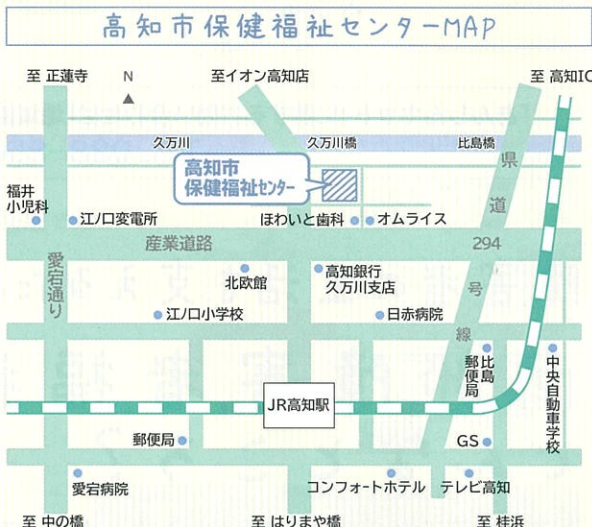 高知市保健福祉センターMAP
至 正蓮寺
N
至イオン高知店
至 高知IC
久万川
久万川橋
比島橋
高知市
保健福祉センター
県道
294
号線
福井
小児科
江ノ口変電所
ほわいと歯科
オムライス
産業道路
愛宕通り
北欧館
高知銀行
久万川支店
江ノ口小学校
日赤病院
比島
郵便局
中央自動車学校
JR高知駅
郵便局
GS
愛宕病院
コンフォートホテル
テレビ高知
至 中の橋
至 はりまや橋
至 桂浜